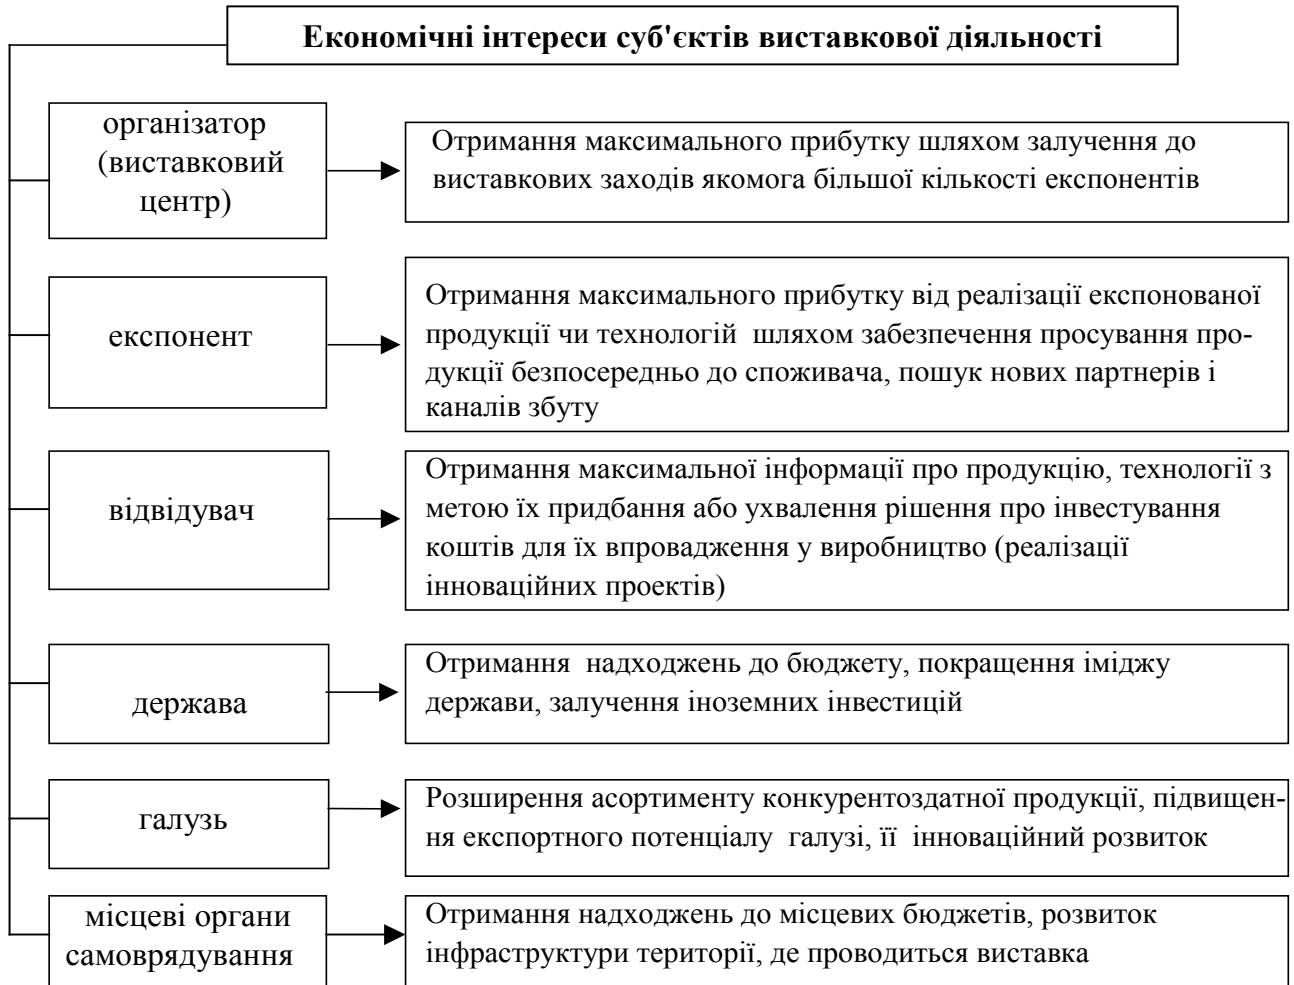 Економічні інтереси суб'єктів виставкової діяльності
організатор
(виставковий
центр)
Отримання максимального прибутку шляхом залучення до
виставкових заходів якомога більшої кількості експонентів
експонент
Отримання максимального прибутку від реалізації експонованої
продукції чи технологій шляхом забезпечення просування про-
дукції безпосередньо до споживача, пошук нових партнерів і
каналів збуту
відвідувач
Отримання максимальної інформації про продукцію, технології з
метою їх придбання або ухвалення рішення про інвестування
коштів для їх впровадження у виробництво (реалізації
інноваційних проектів)
держава
Отримання надходжень до бюджету, покращення іміджу
держави, залучення іноземних інвестицій
галузь
Розширення асортименту конкурентоздатної продукції, підвищен-
ня експортного потенціалу галузі, її інноваційний розвиток
місцеві органи
самоврядування
Отримання надходжень до місцевих бюджетів, розвиток
інфраструктури території, де проводиться виставка